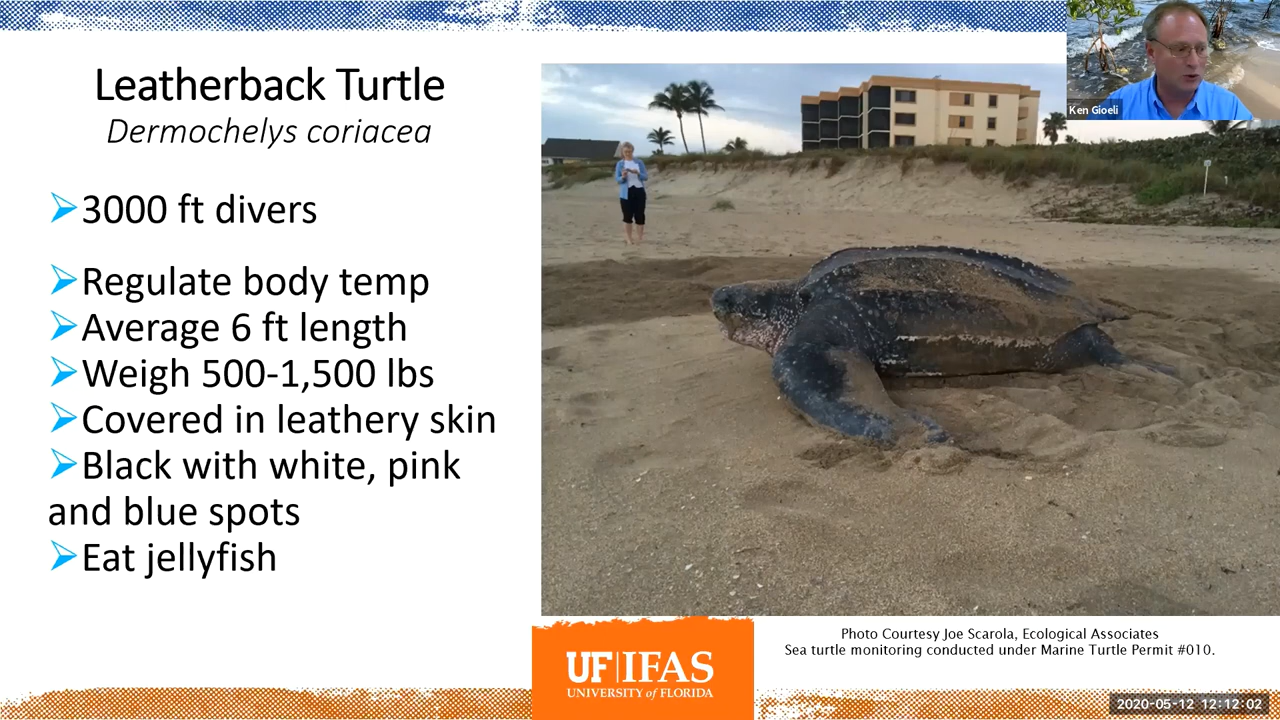 Leatherback Turtle
Dermochelys coriacea
➢3000 ft divers
➢Regulate body temp
➢Average 6 ft length
➢Weigh 500-1,500 lbs
➢Covered in leathery skin
➢Black with white, pink
and blue spots
➢Eat jellyfish
Ken Gioeli
Photo Courtesy Joe Scarola, Ecological Associates
Sea turtle monitoring conducted under Marine Turtle Permit #010.
UF|IFAS
UNIVERSITY of FLORIDA
2020-05-12 12:12:02